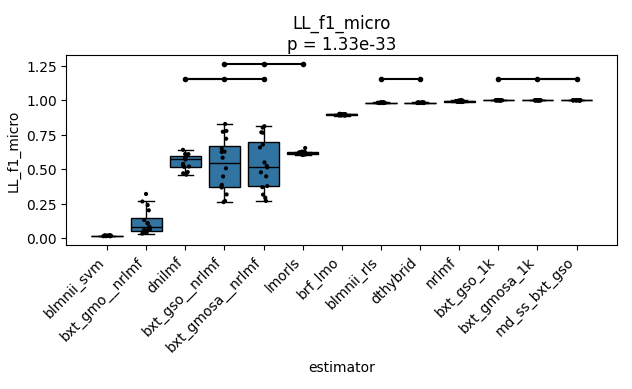 LL_f1_micro
p = 1.33e-33
LL_f1_micro
1.25
1.00
0.75
0.50
0.25
0.00
blmnii_svm
bxt_gmo__nrlmf
dnilmf
bxt_gso__nrlmf
bxt_gmosa__nrlmf
lmorls
brf_lmo
blmnii_rls
dthybrid
nrlmf
bxt_gso_1k
bxt_gmosa_1k
md_ss_bxt_gso
estimator